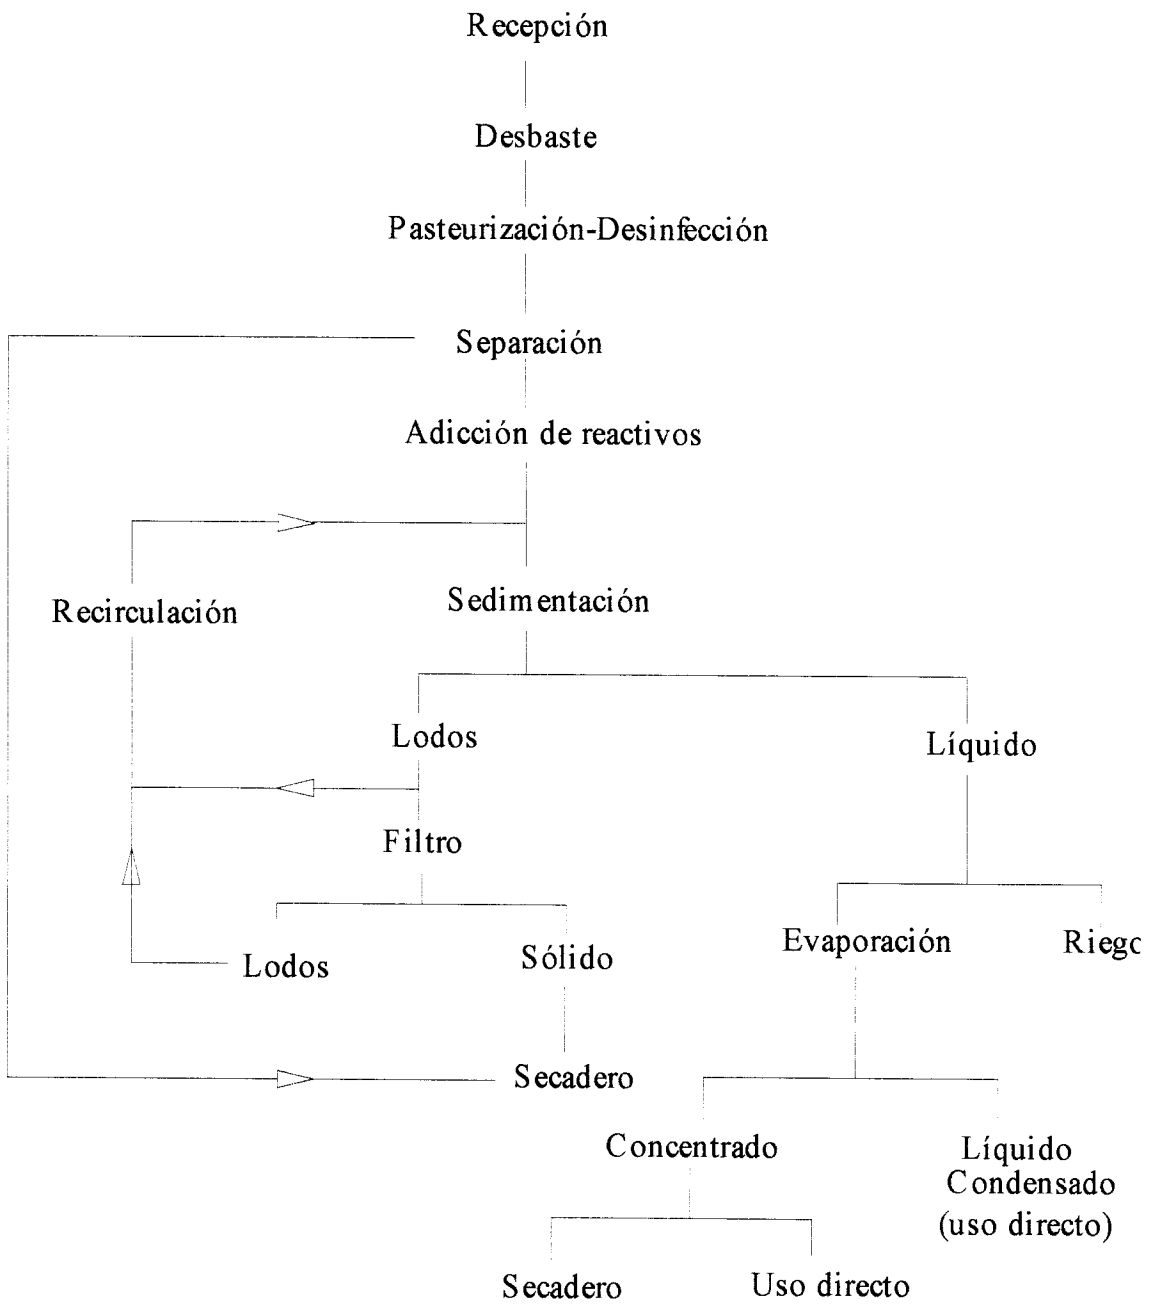 Recepción
Desbaste
Pasteurización-Desinfección
Separación
Adicción de reactivos
Sedimentación
Recirculación
Lodos
Líquido
Filtro
Evaporación
Riego
Lodos
Sólido
Secadero
Concentrado
Líquido
Condensado
(uso directo)
Secadero
Uso directo